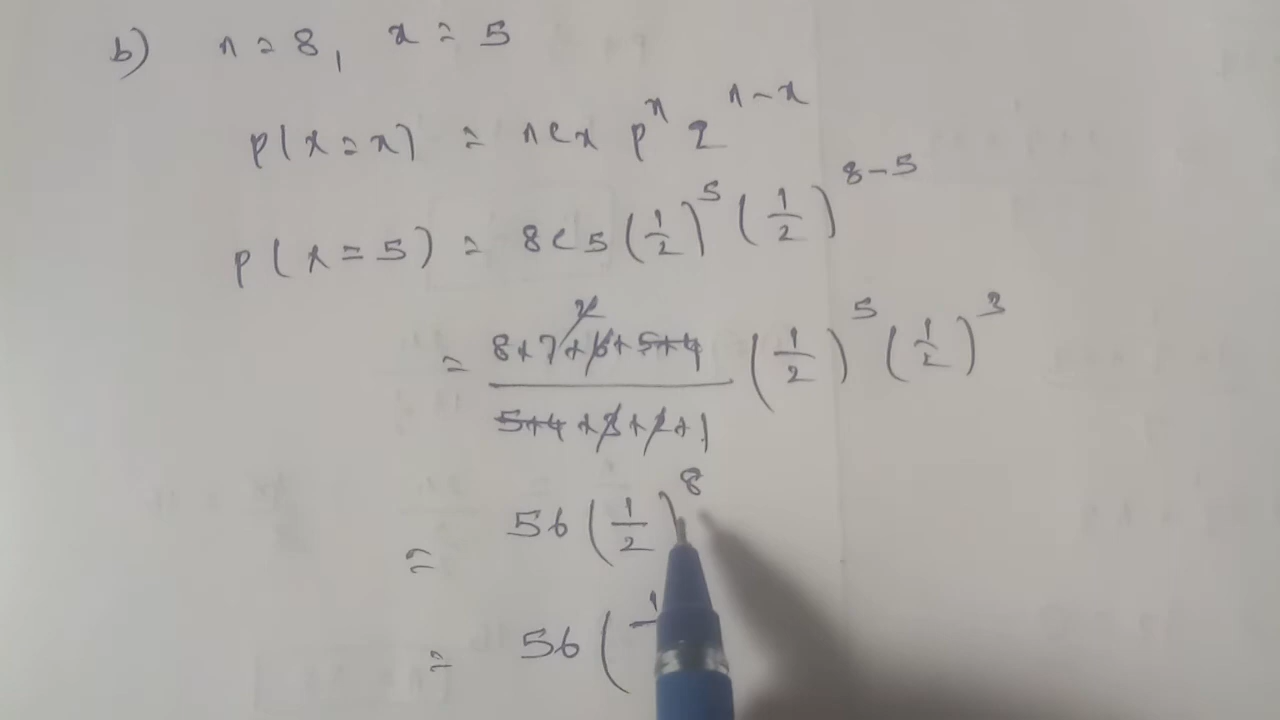 b) n = 8, x = 5
P(X = x) = ncx p^x q^n-x
P(X = 5) = 8c5 (1/2)^5 (1/2)^8-5
= 8*7*6*5*4 / 5*4*3*2*1 (1/2)^5 (1/2)^3
= 56 (1/2)^8
= 56 (1